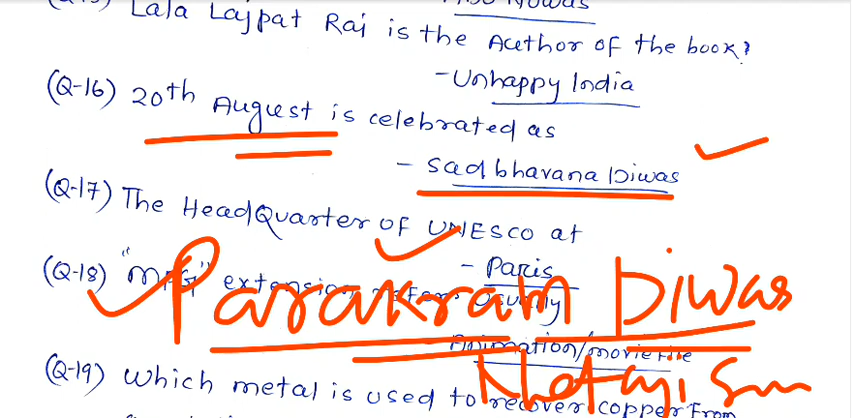 Lala Lajpat Rai is the Author of the book?
- Unhappy India
(Q-16) 20th August is celebrated as
- Sadbhavana Diwas
(Q-17) The HeadQuarter of UNESCO at
- Paris
(Q-18) "MPG" extension refers usually
Parakram Diwas
Animation/movie file
(Q-19) Which metal is used to recover copper from